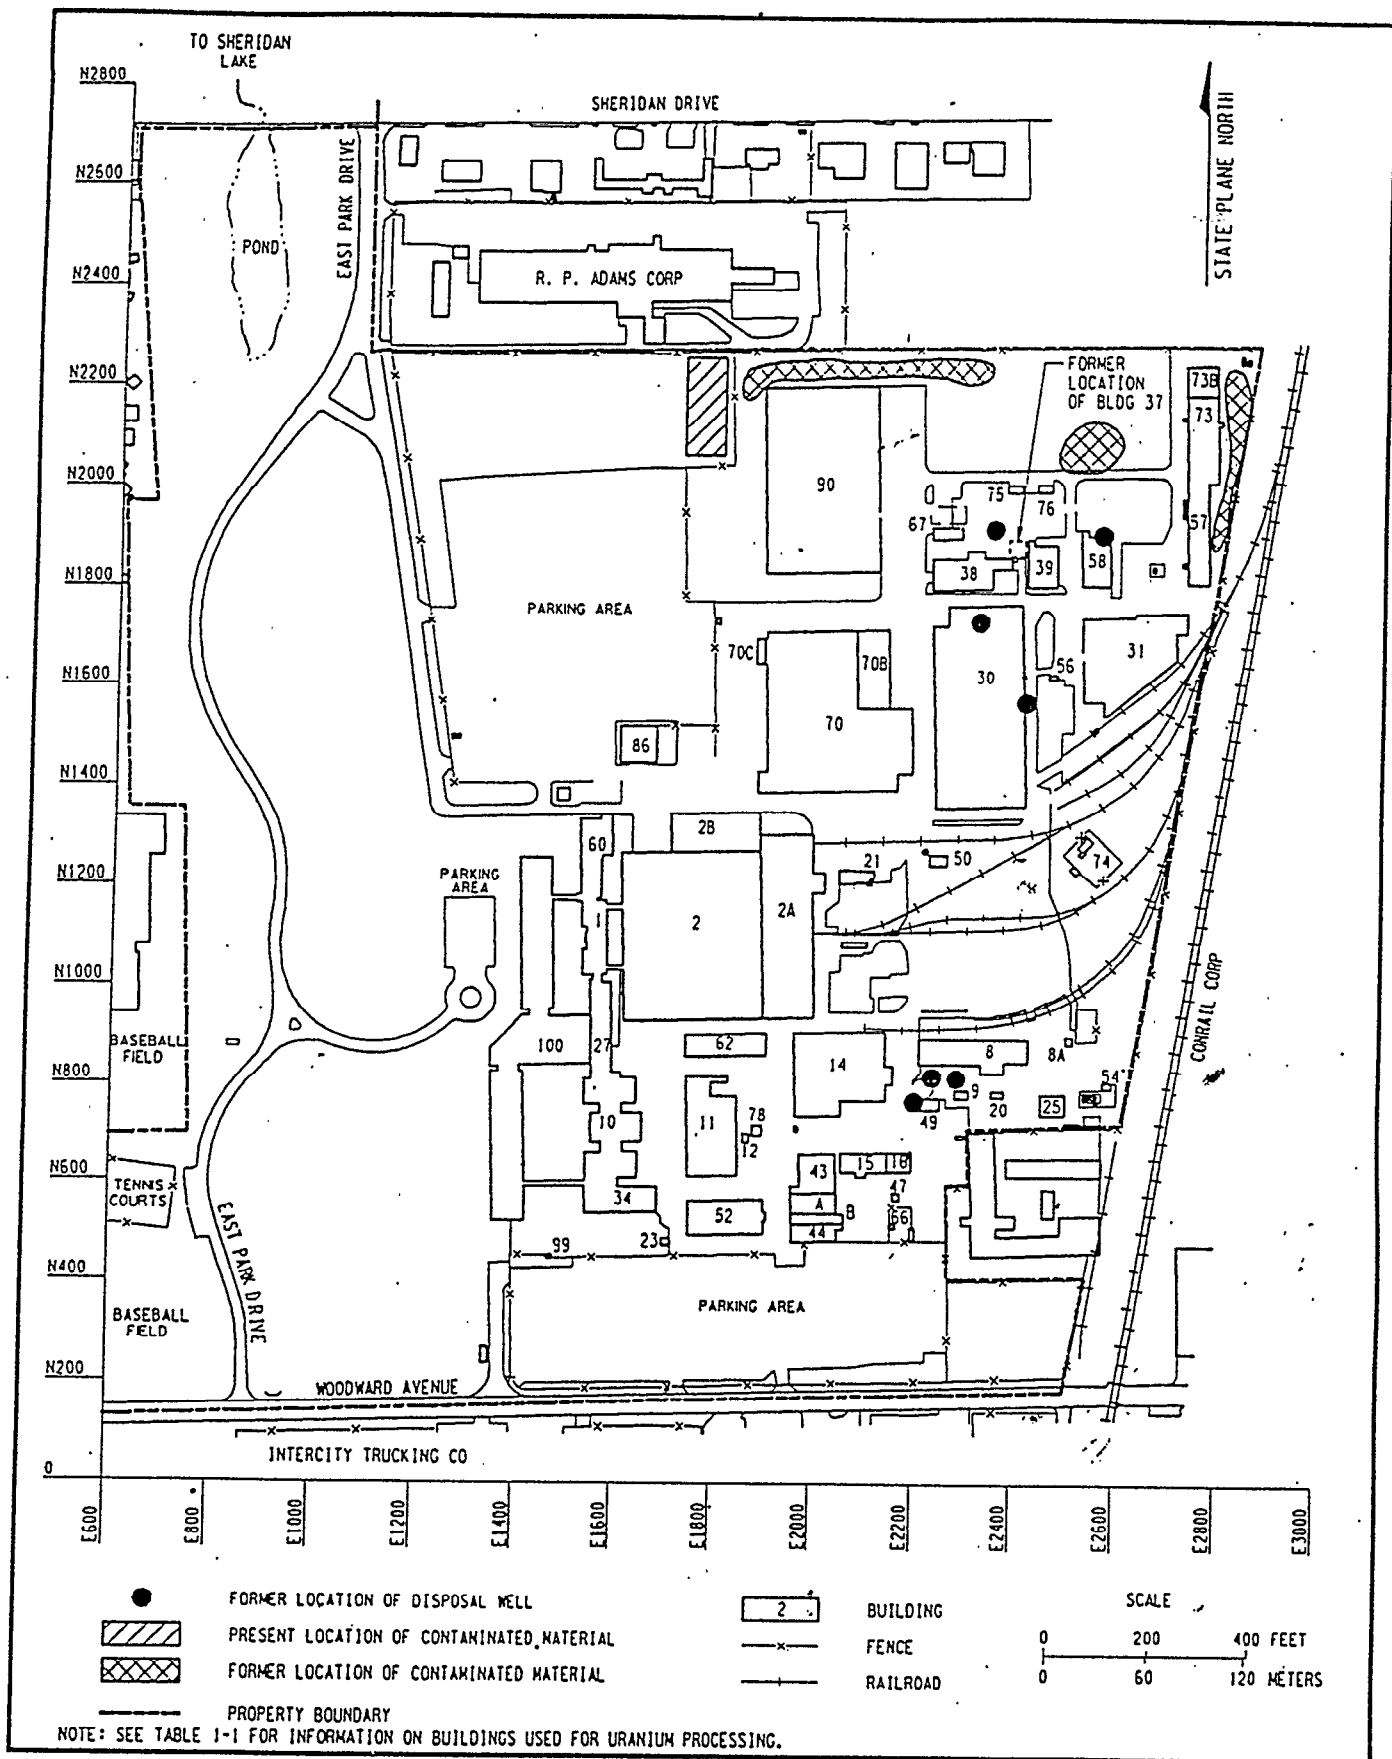 TO SHERIDAN
LAKE
N2800
SHERIDAN DRIVE
STATE PLANE NORTH
N2600
EAST PARK DRIVE
POND
N2400
R. P. ADAMS CORP
N2200
FORMER
LOCATION
OF BLDG 37
73B
73
N2000
90
75
76
67
57
38
39
58
N1800
PARKING AREA
70C
70B
30
56
31
N1600
70
86
N1400
2B
60
21
50
74
N1200
PARKING
AREA
1
2
2A
N1000
CONRAIL CORP
BASEBALL
FIELD
100
27
62
14
8
8A
N800
54
9
20
25
49
10
11
78
12
N600
TENNIS
COURTS
43
15
16
47
34
A
B
66
52
44
23
99
EAST PARK DRIVE
N400
PARKING AREA
BASEBALL
FIELD
N200
WOODWARD AVENUE
INTERCITY TRUCKING CO
0
E600
E800
E1000
E1200
E1400
E1600
E1800
E2000
E2200
E2400
E2600
E2800
E3000
FORMER LOCATION OF DISPOSAL WELL
PRESENT LOCATION OF CONTAMINATED MATERIAL
FORMER LOCATION OF CONTAMINATED MATERIAL
PROPERTY BOUNDARY
2 BUILDING
FENCE
RAILROAD
SCALE
0 200 400 FEET
0 60 120 METERS
NOTE: SEE TABLE 1-1 FOR INFORMATION ON BUILDINGS USED FOR URANIUM PROCESSING.